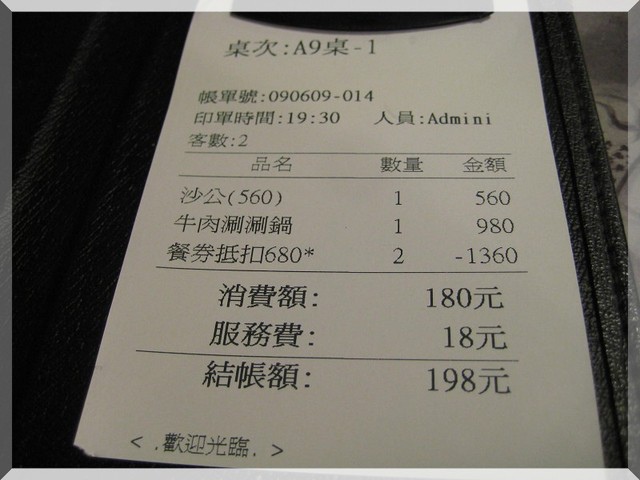 桌次:A9桌-1
帳單號:090609-014
印單時間:19:30 人員:Admini
客數:2
品名 數量 金額
沙公(560) 1 560
牛肉涮涮鍋 1 980
餐券抵扣680* 2 -1360
消費額: 180元
服務費: 18元
結帳額: 198元
< .歡迎光臨. >